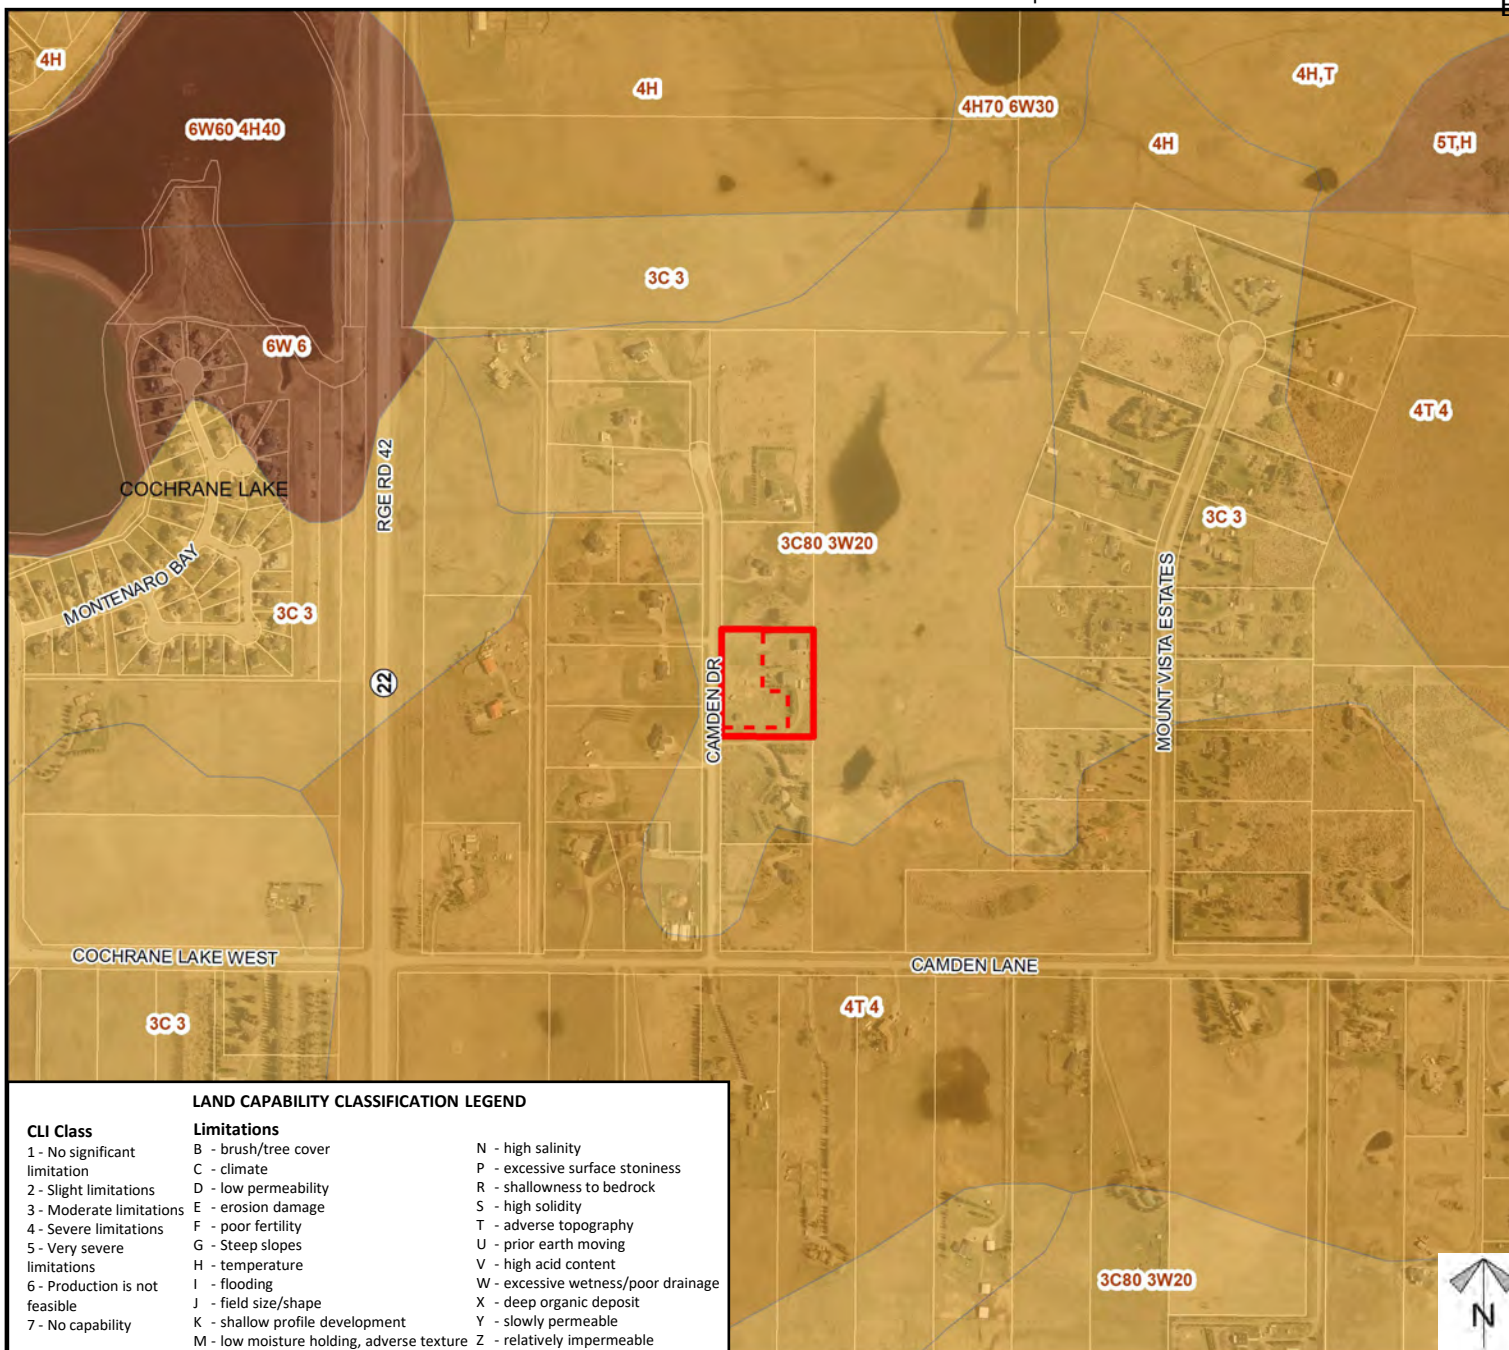 4H
4H
4H,T
6W60 4H40
4H70 6W30
4H
5T,H
3C 3
6W 6
26
4T 4
RGE RD 42
COCHRANE LAKE
3C 3
3C80 3W20
MONTENARO BAY
3C 3
MOUNT VISTA ESTATES
22
CAMDEN DR
COCHRANE LAKE WEST
CAMDEN LANE
3C 3
4T 4
3C80 3W20
N
LAND CAPABILITY CLASSIFICATION LEGEND
CLI Class
1 - No significant
limitation
2 - Slight limitations
3 - Moderate limitations
4 - Severe limitations
5 - Very severe
limitations
6 - Production is not
feasible
7 - No capability
Limitations
B - brush/tree cover
C - climate
D - low permeability
E - erosion damage
F - poor fertility
G - Steep slopes
H - temperature
I - flooding
J - field size/shape
K - shallow profile development
M - low moisture holding, adverse texture
N - high salinity
P - excessive surface stoniness
R - shallowness to bedrock
S - high solidity
T - adverse topography
U - prior earth moving
V - high acid content
W - excessive wetness/poor drainage
X - deep organic deposit
Y - slowly permeable
Z - relatively impermeable